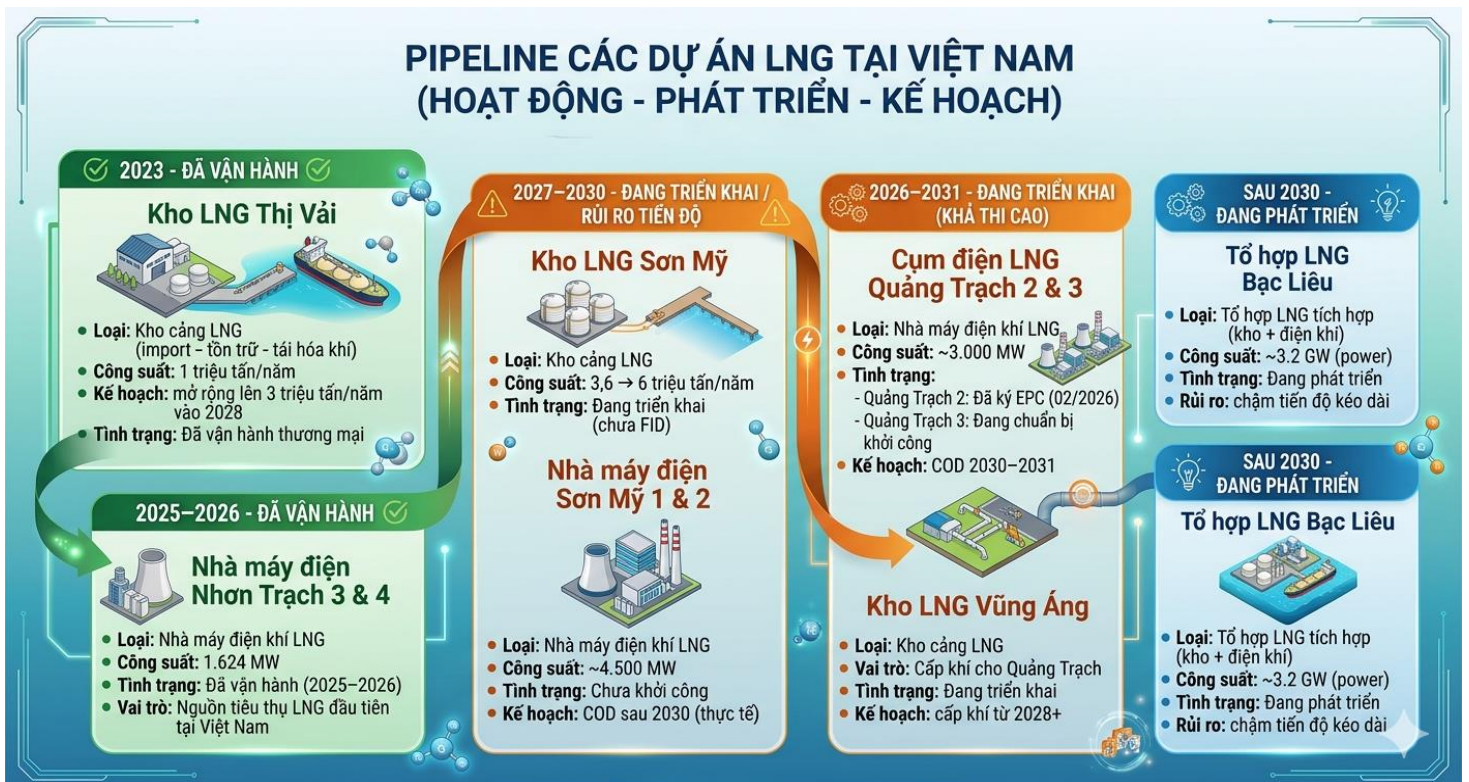 PIPELINE CÁC DỰ ÁN LNG TẠI VIỆT NAM
(HOẠT ĐỘNG - PHÁT TRIỂN - KẾ HOẠCH)
2023 - ĐÃ VẬN HÀNH
Kho LNG Thị Vải
• Loại: Kho cảng LNG
(import – tồn trữ - tái hóa khí)
• Công suất: 1 triệu tấn/năm
• Kế hoạch: mở rộng lên 3 triệu tấn/năm
vào 2028
• Tình trạng: Đã vận hành thương mại
2025–2026 - ĐÃ VẬN HÀNH
Nhà máy điện
Nhơn Trạch 3 & 4
• Loại: Nhà máy điện khí LNG
• Công suất: 1.624 MW
• Tình trạng: Đã vận hành (2025–2026)
• Vai trò: Nguồn tiêu thụ LNG đầu tiên
tại Việt Nam
2027–2030 - ĐANG TRIỂN KHAI /
RỦI RO TIẾN ĐỘ
Kho LNG Sơn Mỹ
• Loại: Kho cảng LNG
• Công suất: 3,6 → 6 triệu tấn/năm
• Tình trạng: Đang triển khai
(chưa FID)
Nhà máy điện
Sơn Mỹ 1 & 2
• Loại: Nhà máy điện khí LNG
• Công suất: ~4.500 MW
• Tình trạng: Chưa khởi công
• Kế hoạch: COD sau 2030 (thực tế)
2026–2031 - ĐANG TRIỂN KHAI
(KHẢ THI CAO)
Cụm điện LNG
Quảng Trạch 2 & 3
• Loại: Nhà máy điện khí LNG
• Công suất: ~3.000 MW
• Tình trạng:
- Quảng Trạch 2: Đã ký EPC (02/2026)
- Quảng Trạch 3: Đang chuẩn bị
khởi công
• Kế hoạch: COD 2030–2031
Kho LNG Vũng Áng
• Loại: Kho cảng LNG
• Vai trò: Cấp khí cho Quảng Trạch
• Tình trạng: Đang triển khai
• Kế hoạch: cấp khí từ 2028+
SAU 2030 -
ĐANG PHÁT TRIỂN
Tổ hợp LNG
Bạc Liêu
• Loại: Tổ hợp LNG tích hợp
(kho + điện khí)
• Công suất: ~3.2 GW (power)
• Tình trạng: Đang phát triển
• Rủi ro: chậm tiến độ kéo dài
SAU 2030 -
ĐANG PHÁT TRIỂN
Tổ hợp LNG Bạc Liêu
• Loại: Tổ hợp LNG tích hợp
(kho + điện khí)
• Công suất: ~3.2 GW (power)
• Tình trạng: Đang phát triển
• Rủi ro: chậm tiến độ kéo dài